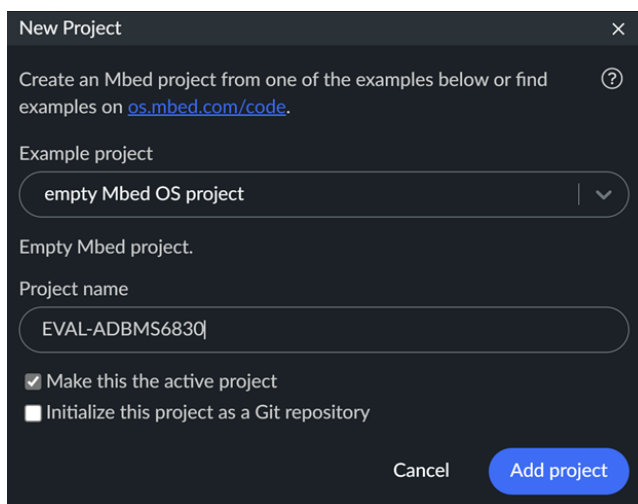 New Project
Create an Mbed project from one of the examples below or find
examples on os.mbed.com/code.
Example project
empty Mbed OS project
Empty Mbed project.
Project name
EVAL-ADBMS6830
Make this the active project
Initialize this project as a Git repository
Cancel
Add project